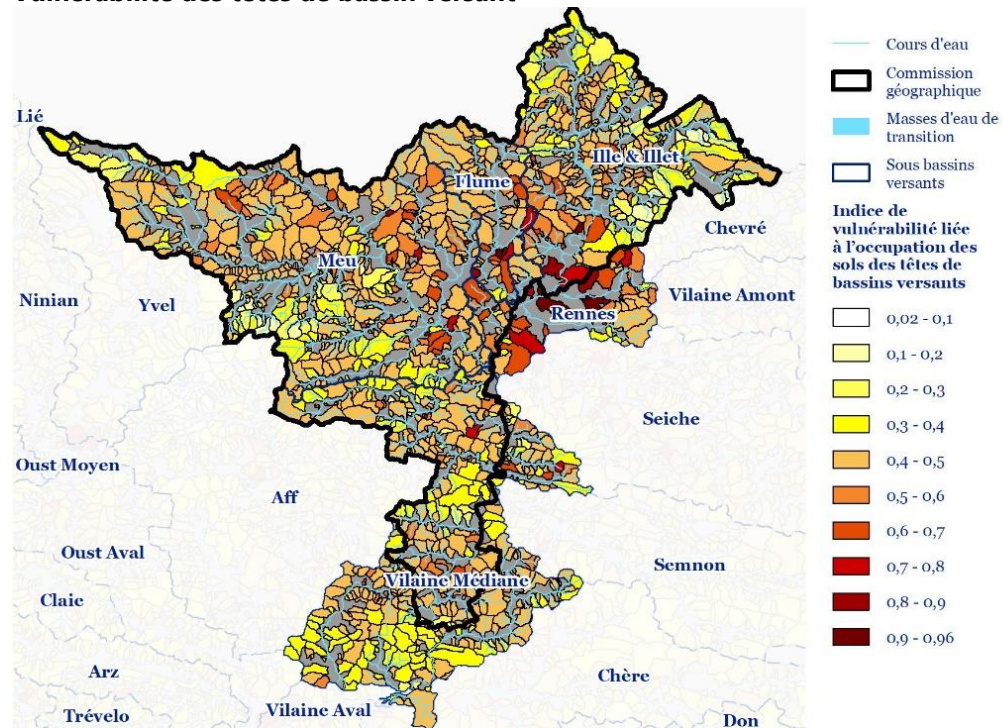 Vulnérabilité des têtes de bassin versant
Lié
Ille & Illet
Flume
Chevré
Meu
Ninian
Yvel
Vilaine Amont
Rennes
Seiche
Oust Moyen
Aff
Oust Aval
Semnon
Vilaine Médiane
Claie
Arz
Chère
Trévelo
Vilaine Aval
Don
Cours d'eau
Commission
géographique
Masses d'eau de
transition
Sous bassins
versants
Indice de
vulnérabilité liée
à l'occupation des
sols des têtes de
bassins versants
0,02 - 0,1
0,1 - 0,2
0,2 - 0,3
0,3 - 0,4
0,4 - 0,5
0,5 - 0,6
0,6 - 0,7
0,7 - 0,8
0,8 - 0,9
0,9 - 0,96